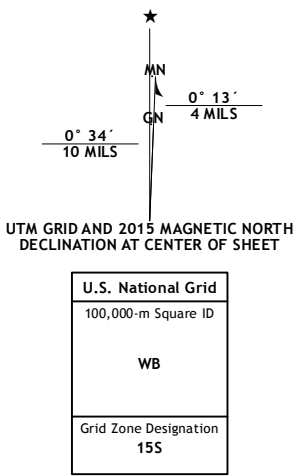 ★
MN
0° 13´
4 MILS
GN
0° 34´
10 MILS
UTM GRID AND 2015 MAGNETIC NORTH
DECLINATION AT CENTER OF SHEET
U.S. National Grid
100,000-m Square ID
WB
Grid Zone Designation
15S